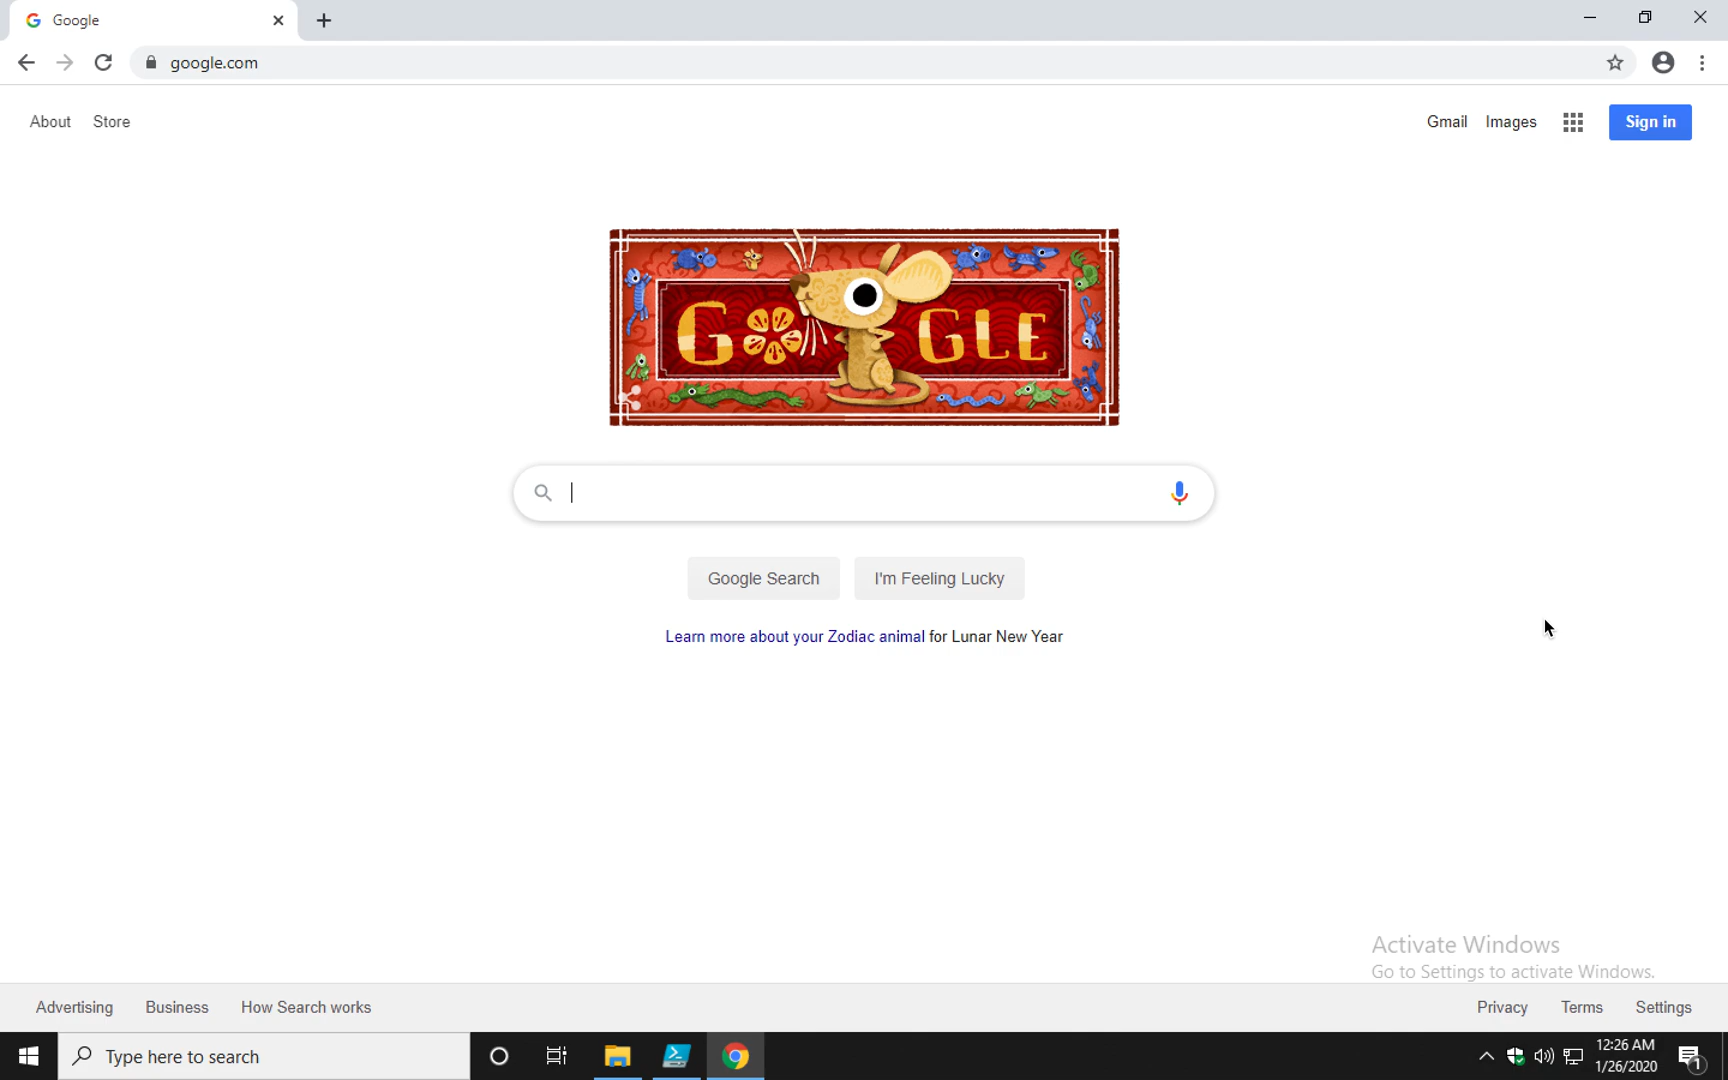 Google
google.com
About Store
Gmail Images Sign in
GOOGLE
Google Search I'm Feeling Lucky
Learn more about your Zodiac animal for Lunar New Year
Activate Windows
Go to Settings to activate Windows.
Advertising Business How Search works
Privacy Terms Settings
Type here to search
12:26 AM
1/26/2020
1